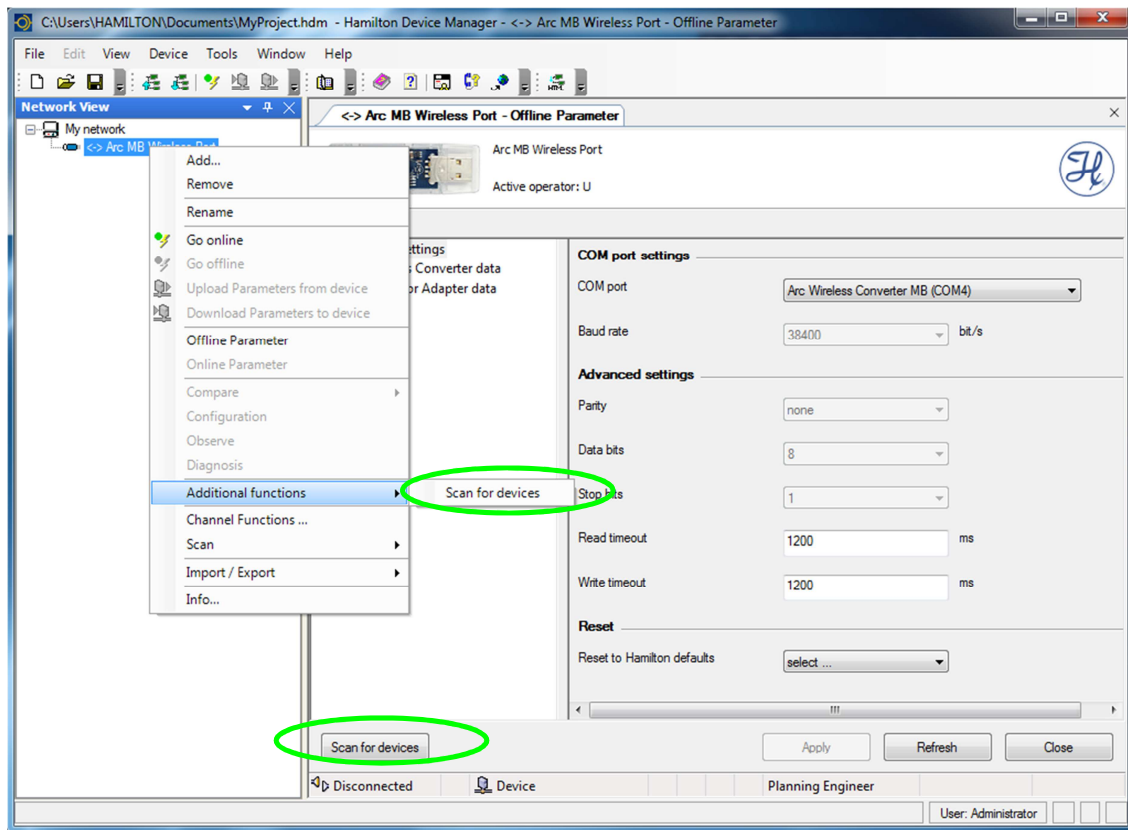 C:\Users\HAMILTON\Documents\MyProject.hdm - Hamilton Device Manager - <-> Arc MB Wireless Port - Offline Parameter
File Edit View Device Tools Window Help
Network View
<-> Arc MB Wireless Port - Offline Parameter
My network
<-> Arc MB Wireless Port
Arc MB Wireless Port
Active operator: U
Add...
Remove
Rename
Go online
Go offline
Upload Parameters from device
Download Parameters to device
Offline Parameter
Online Parameter
Compare
Configuration
Observe
Diagnosis
Additional functions
Scan for devices
Channel Functions ...
Scan
Import / Export
Info...
ettings
Converter data
or Adapter data
COM port settings
COM port
Arc Wireless Converter MB (COM4)
Baud rate
38400
bit/s
Advanced settings
Parity
none
Data bits
8
Stop bits
1
Read timeout
1200
ms
Write timeout
1200
ms
Reset
Reset to Hamilton defaults
select ...
Scan for devices
Apply
Refresh
Close
Disconnected
Device
Planning Engineer
User: Administrator